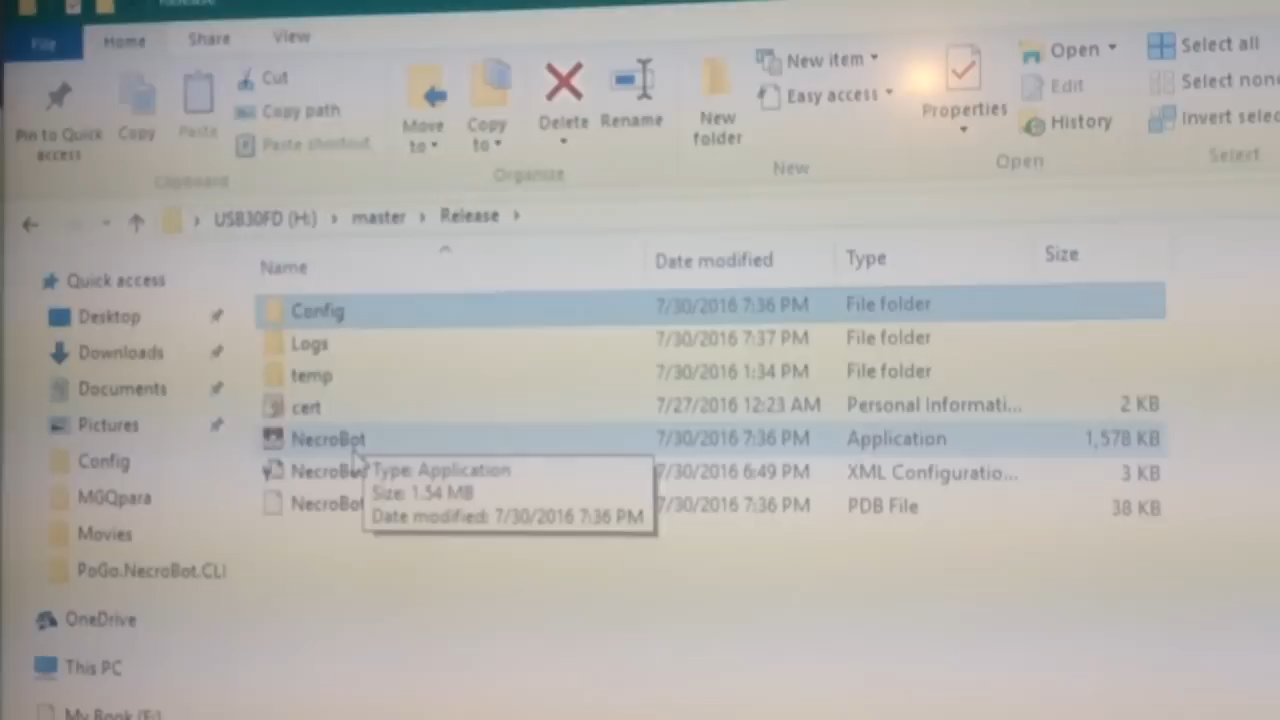 Release
File Home Share View
Pin to Quick access
Copy
Paste
Cut
Copy path
Paste shortcut
Clipboard
Move to
Copy to
Delete
Rename
Organize
New folder
New item
Easy access
New
Properties
Open
Edit
History
Open
Select all
Select none
Invert selec
Select
USB30FD (H:) › master › Release ›
Name Date modified Type Size
Quick access
Desktop
Downloads
Documents
Pictures
Config
MGQpara
Movies
PoGo.NecroBot.CLI
OneDrive
This PC
My Book (F:)
Config 7/30/2016 7:36 PM File folder
Logs 7/30/2016 7:37 PM File folder
temp 7/30/2016 1:34 PM File folder
cert 7/27/2016 12:23 AM Personal Informati... 2 KB
NecroBot 7/30/2016 7:36 PM Application 1,578 KB
NecroBot 7/30/2016 6:49 PM XML Configuratio... 3 KB
NecroBot 7/30/2016 7:36 PM PDB File 38 KB
Type: Application
Size: 1.54 MB
Date modified: 7/30/2016 7:36 PM